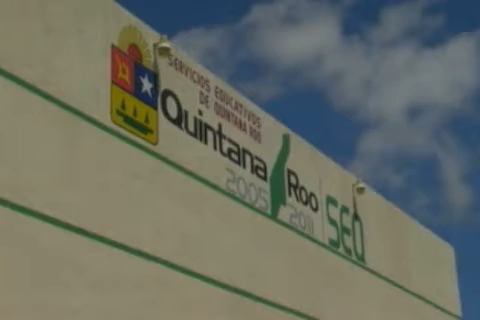 SERVICIOS EDUCATIVOS
DE QUINTANA ROO
Quintana Roo
2005 2011
SEQ